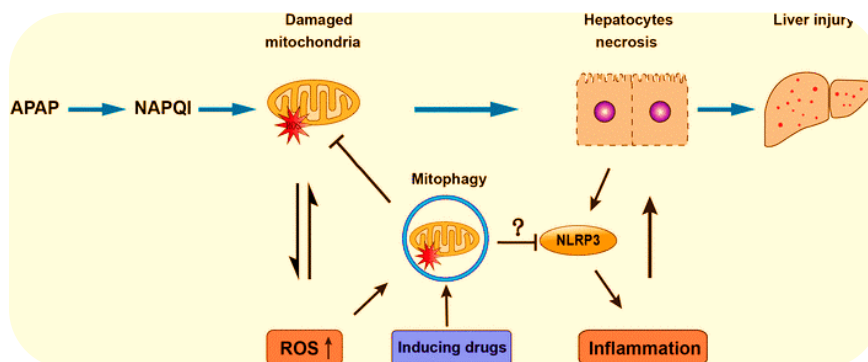 Damaged
mitochondria
Hepatocytes
necrosis
Liver injury
APAP
NAPQI
Mitophagy
?
NLRP3
ROS ↑
Inducing drugs
Inflammation